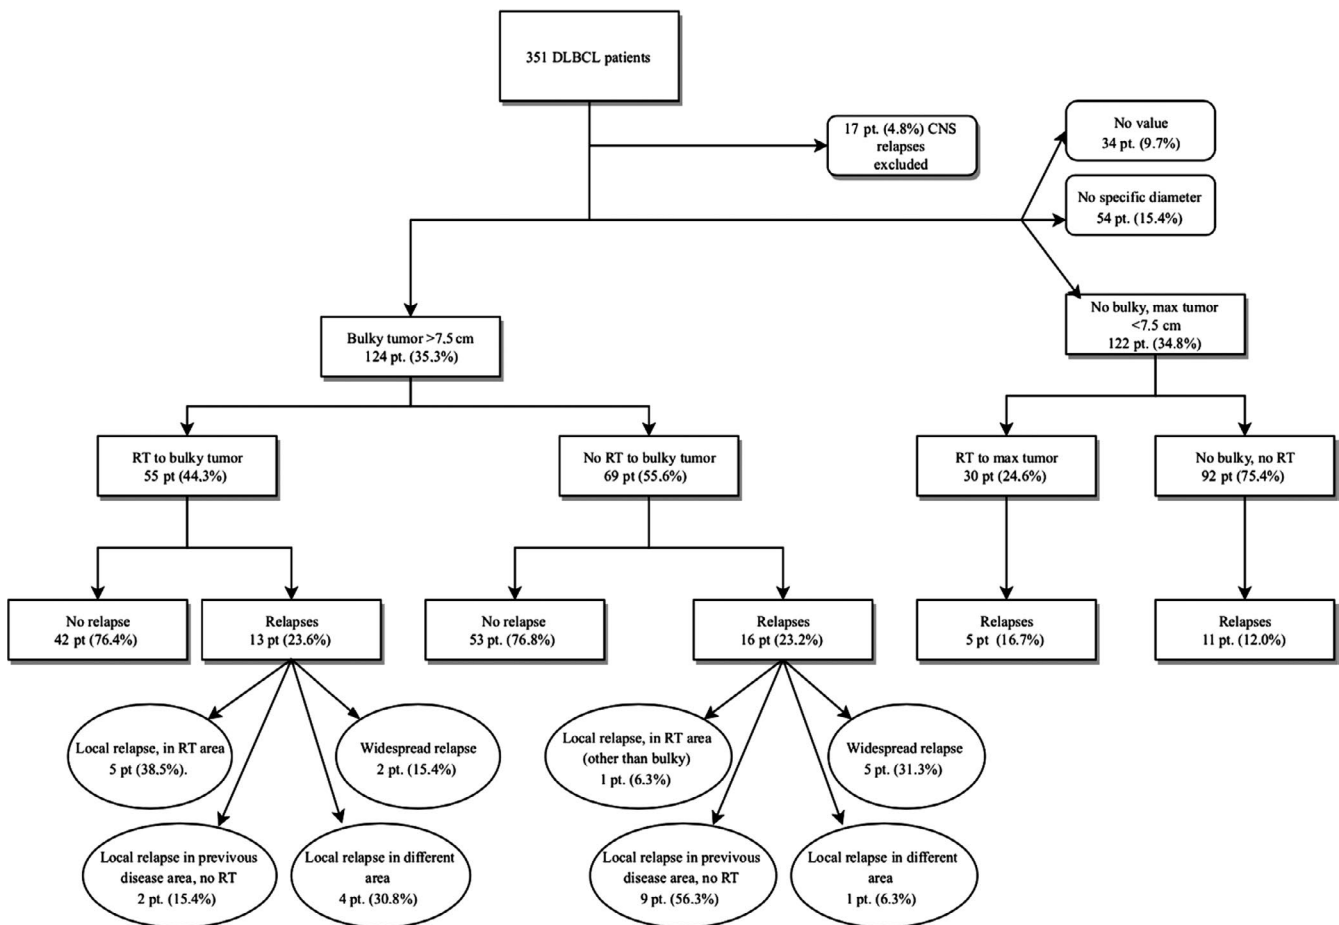 351 DLBCL patients
17 pt. (4.8%) CNS
relapses
excluded
No value
34 pt. (9.7%)
No specific diameter
54 pt. (15.4%)
Bulky tumor >7.5 cm
124 pt. (35.3%)
No bulky, max tumor
<7.5 cm
122 pt. (34.8%)
RT to bulky tumor
55 pt (44.3%)
No RT to bulky tumor
69 pt (55.6%)
RT to max tumor
30 pt (24.6%)
No bulky, no RT
92 pt (75.4%)
No relapse
42 pt (76.4%)
Relapses
13 pt (23.6%)
No relapse
53 pt. (76.8%)
Relapses
16 pt (23.2%)
Relapses
5 pt (16.7%)
Relapses
11 pt. (12.0%)
Local relapse, in RT area
5 pt (38.5%).
Widespread relapse
2 pt. (15.4%)
Local relapse, in RT area
(other than bulky)
1 pt. (6.3%)
Widespread relapse
5 pt. (31.3%)
Local relapse in previvous
disease area, no RT
2 pt. (15.4%)
Local relapse in different
area
4 pt. (30.8%)
Local relapse in previvous
disease area, no RT
9 pt. (56.3%)
Local relapse in different
area
1 pt. (6.3%)